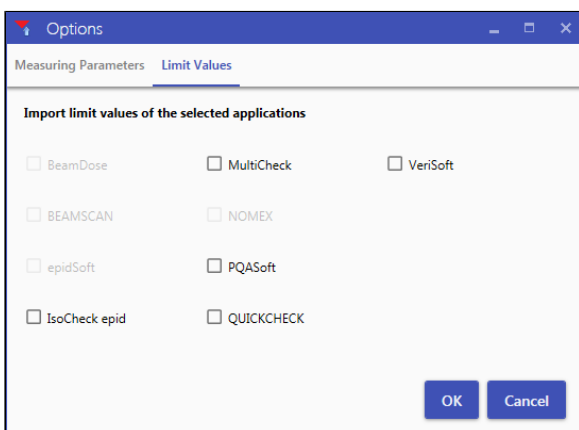 Options
Measuring Parameters Limit Values
Import limit values of the selected applications
BeamDose MultiCheck VeriSoft
BEAMSCAN NOMEX
epidSoft PQASoft
IsoCheck epid QUICKCHECK
OK Cancel